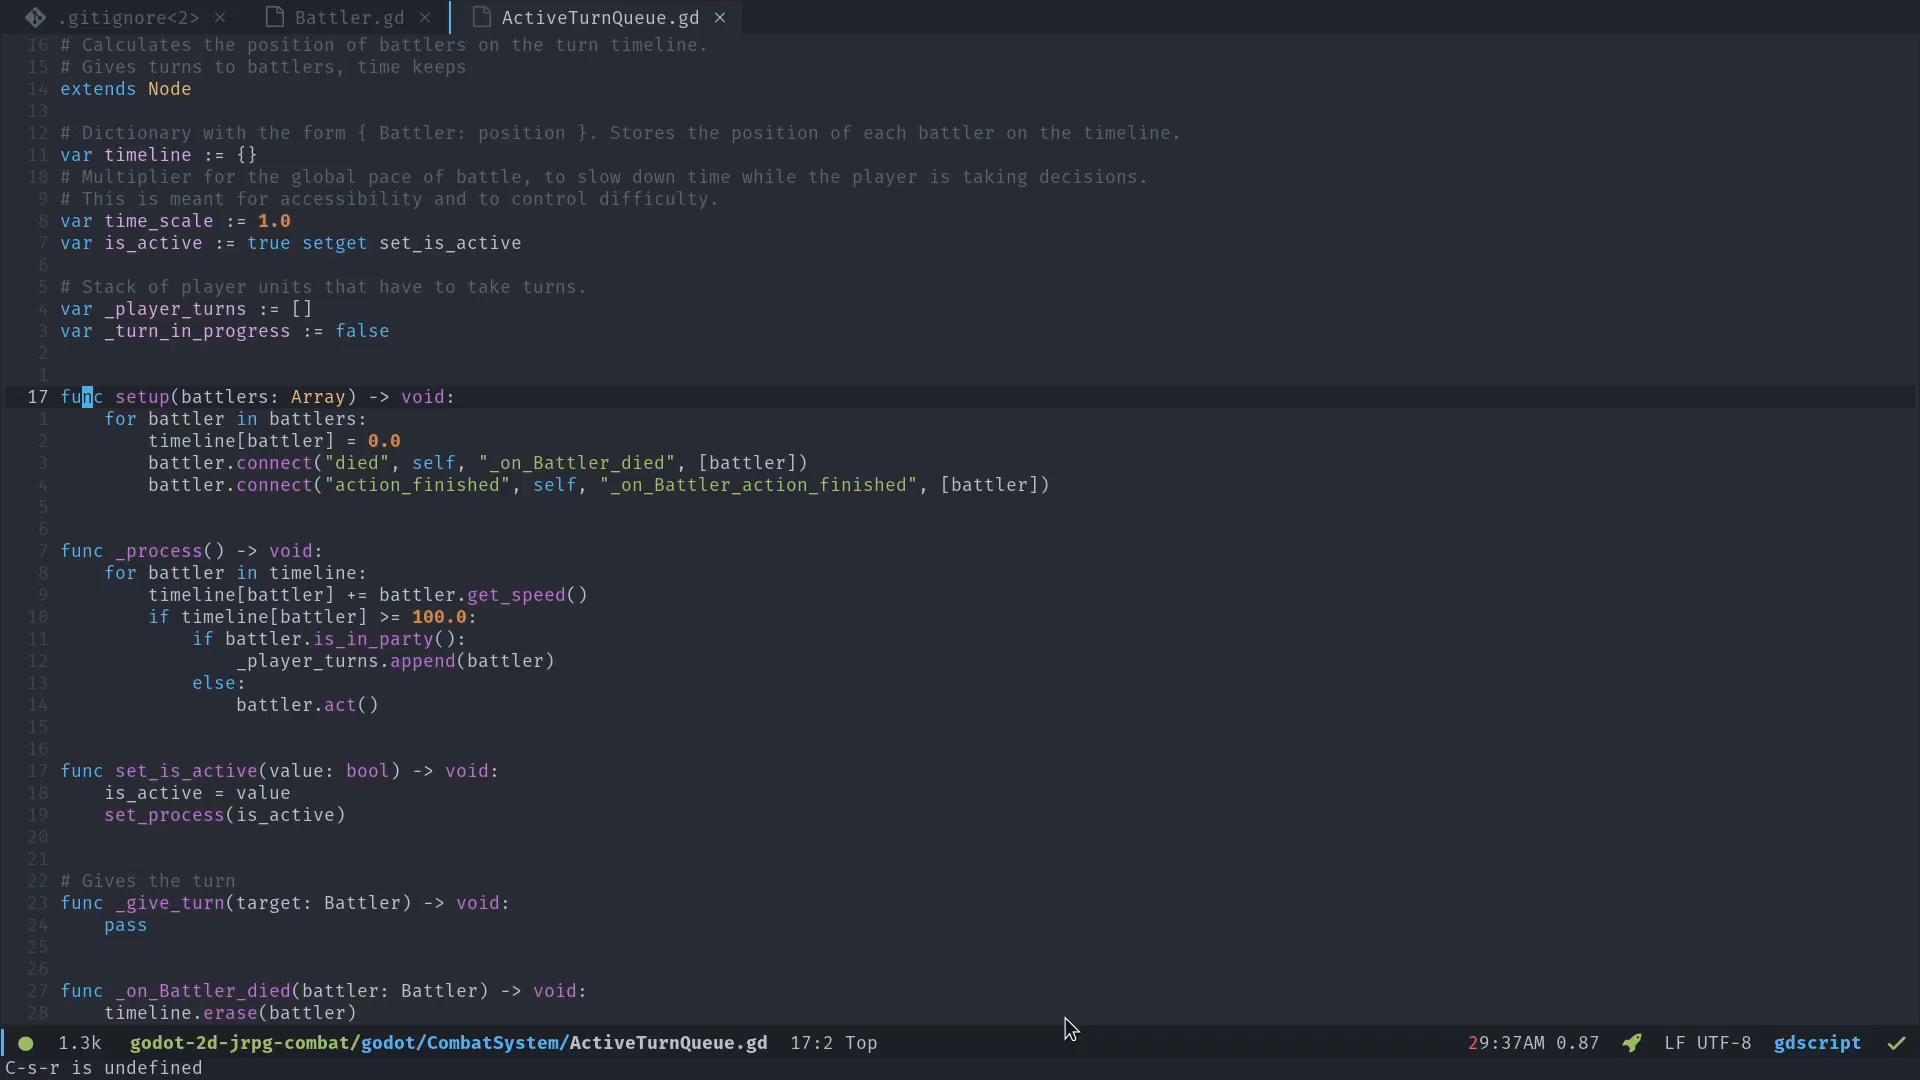 .gitignore<2> × Battler.gd × ActiveTurnQueue.gd ×
16 # Calculates the position of battlers on the turn timeline.
15 # Gives turns to battlers, time keeps
14 extends Node
13
12 # Dictionary with the form { Battler: position }. Stores the position of each battler on the timeline.
11 var timeline := {}
10 # Multiplier for the global pace of battle, to slow down time while the player is taking decisions.
9 # This is meant for accessibility and to control difficulty.
8 var time_scale := 1.0
7 var is_active := true setget set_is_active
6
5 # Stack of player units that have to take turns.
4 var _player_turns := []
3 var _turn_in_progress := false
2
1
17 func setup(battlers: Array) -> void:
1 for battler in battlers:
2 timeline[battler] = 0.0
3 battler.connect("died", self, "_on_Battler_died", [battler])
4 battler.connect("action_finished", self, "_on_Battler_action_finished", [battler])
5
6
7 func _process() -> void:
8 for battler in timeline:
9 timeline[battler] += battler.get_speed()
10 if timeline[battler] >= 100.0:
11 if battler.is_in_party():
12 _player_turns.append(battler)
13 else:
14 battler.act()
15
16
17 func set_is_active(value: bool) -> void:
18 is_active = value
19 set_process(is_active)
20
21
22 # Gives the turn
23 func _give_turn(target: Battler) -> void:
24 pass
25
26
27 func _on_Battler_died(battler: Battler) -> void:
28 timeline.erase(battler)
1.3k godot-2d-jrpg-combat/godot/CombatSystem/ActiveTurnQueue.gd 17:2 Top 29:37AM 0.87 LF UTF-8 gdscript
C-s-r is undefined